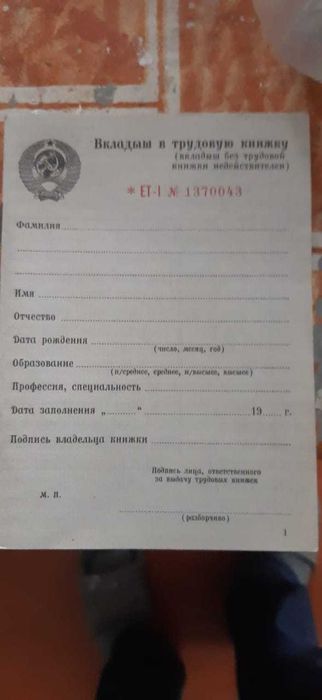 Вкладыш в трудовую книжку
(вкладыш без трудовой
книжки недействителен)
* ЕТ-I № 1370043
Фамилия
Имя
Отчество
Дата рождения
(число, месяц, год)
Образование
(н/среднее, среднее, н/высшее, высшее)
Профессия, специальность
Дата заполнения „ “ 19 г.
Подпись владельца книжки
Подпись лица, ответственного
за выдачу трудовых книжек
М. П.
(разборчиво)
1